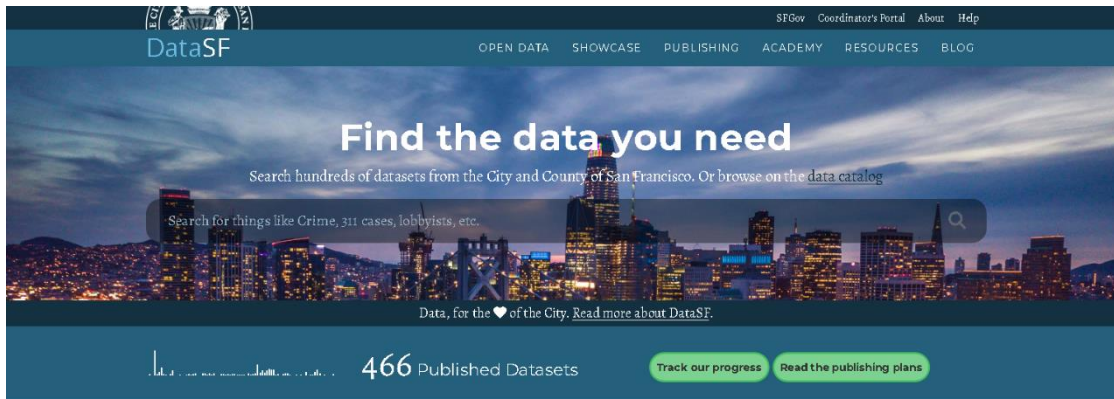 SFGov Coordinator's Portal About Help
DataSF
OPEN DATA SHOWCASE PUBLISHING ACADEMY RESOURCES BLOG
Find the data you need
Search hundreds of datasets from the City and County of San Francisco. Or browse on the data catalog
Search for things like Crime, 311 cases, lobbyists, etc.
Data, for the ♥ of the City. Read more about DataSF.
466 Published Datasets
Track our progress
Read the publishing plans